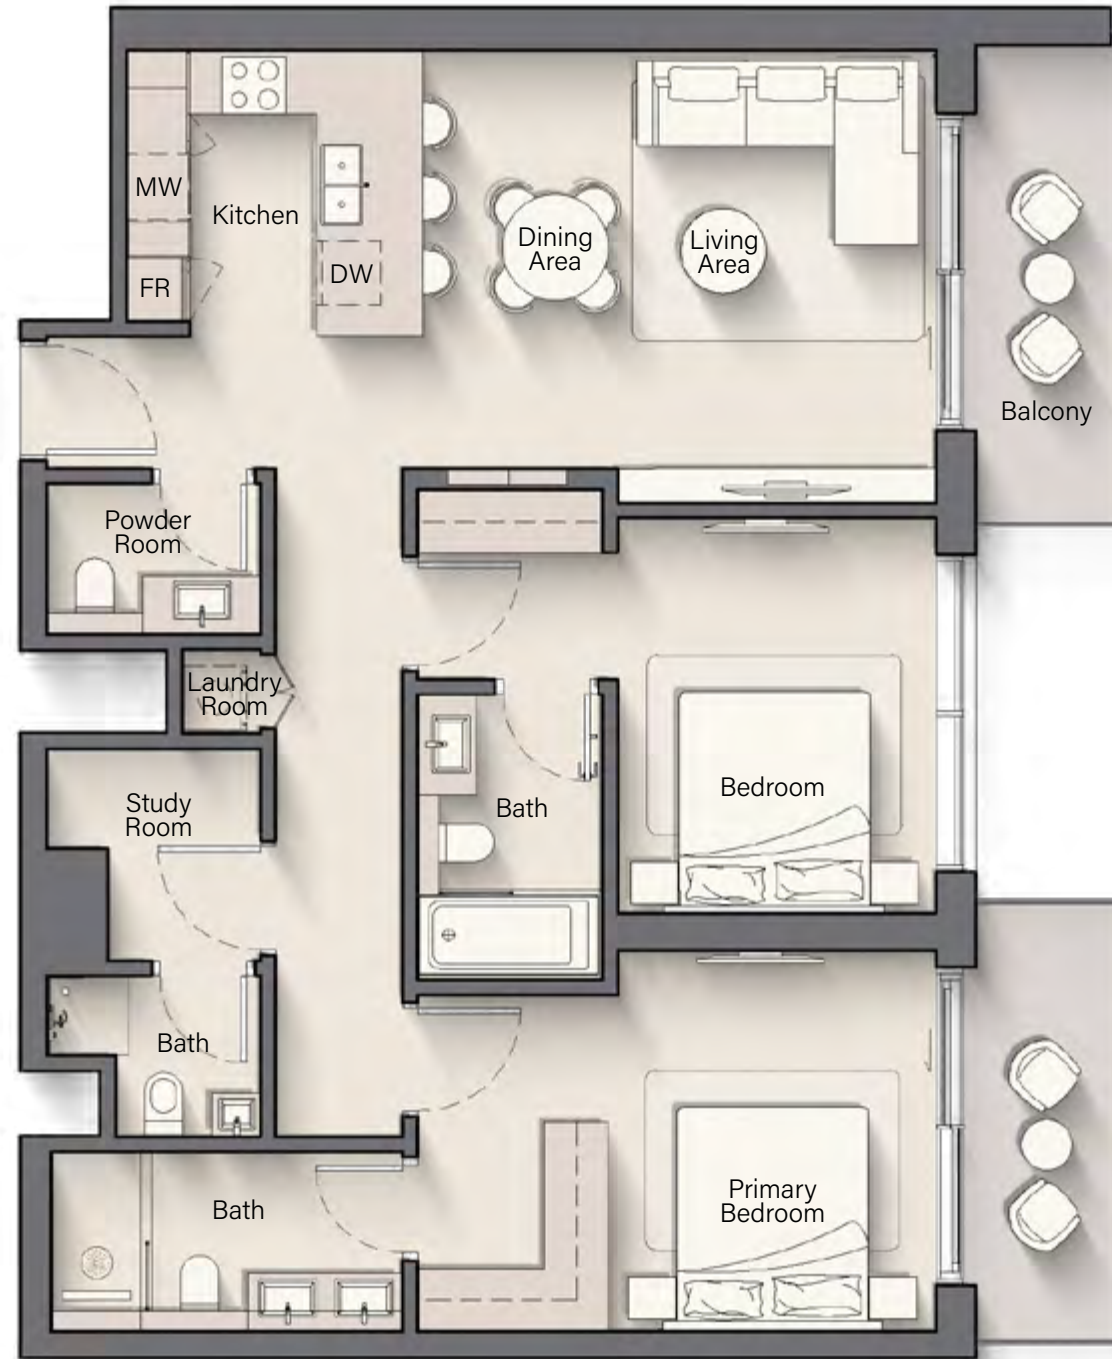 MW
Kitchen
FR
DW
Dining
Area
Living
Area
Balcony
Powder
Room
Laundry
Room
Study
Room
Bath
Bedroom
Bath
Bath
Primary
Bedroom